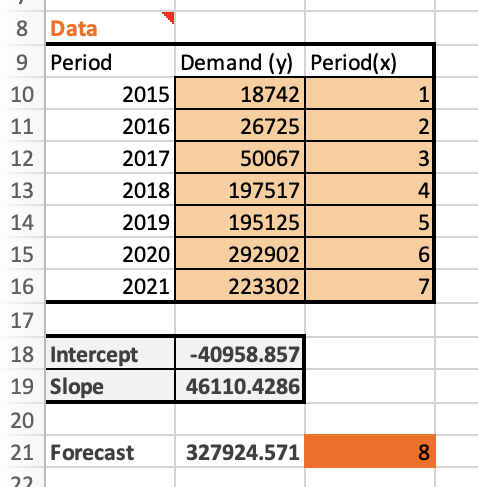 8 Data
9 Period Demand (y) Period(x)
10 2015 18742 1
11 2016 26725 2
12 2017 50067 3
13 2018 197517 4
14 2019 195125 5
15 2020 292902 6
16 2021 223302 7
17
18 Intercept -40958.857
19 Slope 46110.4286
20
21 Forecast 327924.571 8
22